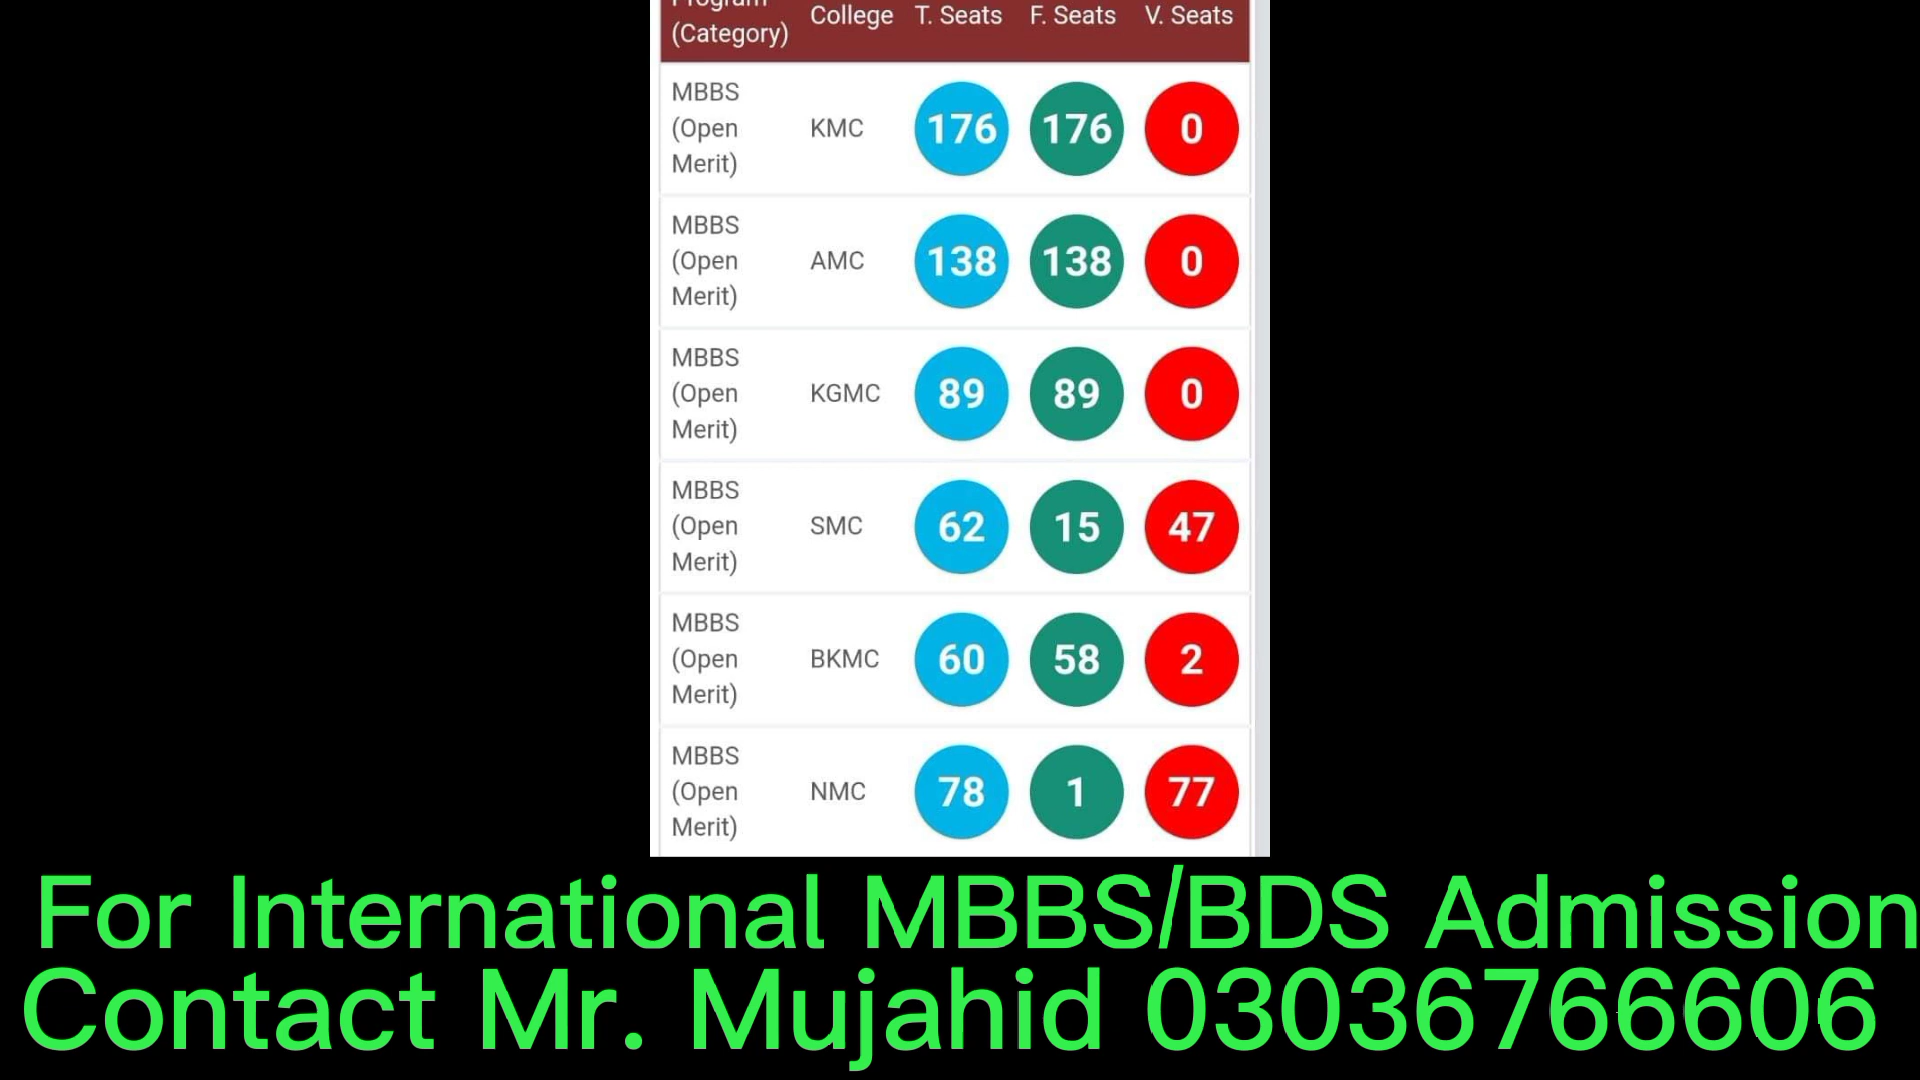 Program
(Category) College T. Seats F. Seats V. Seats
MBBS
(Open KMC 176 176 0
Merit)
MBBS
(Open AMC 138 138 0
Merit)
MBBS
(Open KGMC 89 89 0
Merit)
MBBS
(Open SMC 62 15 47
Merit)
MBBS
(Open BKMC 60 58 2
Merit)
MBBS
(Open NMC 78 1 77
Merit)
For International MBBS/BDS Admission
Contact Mr. Mujahid 03036766606